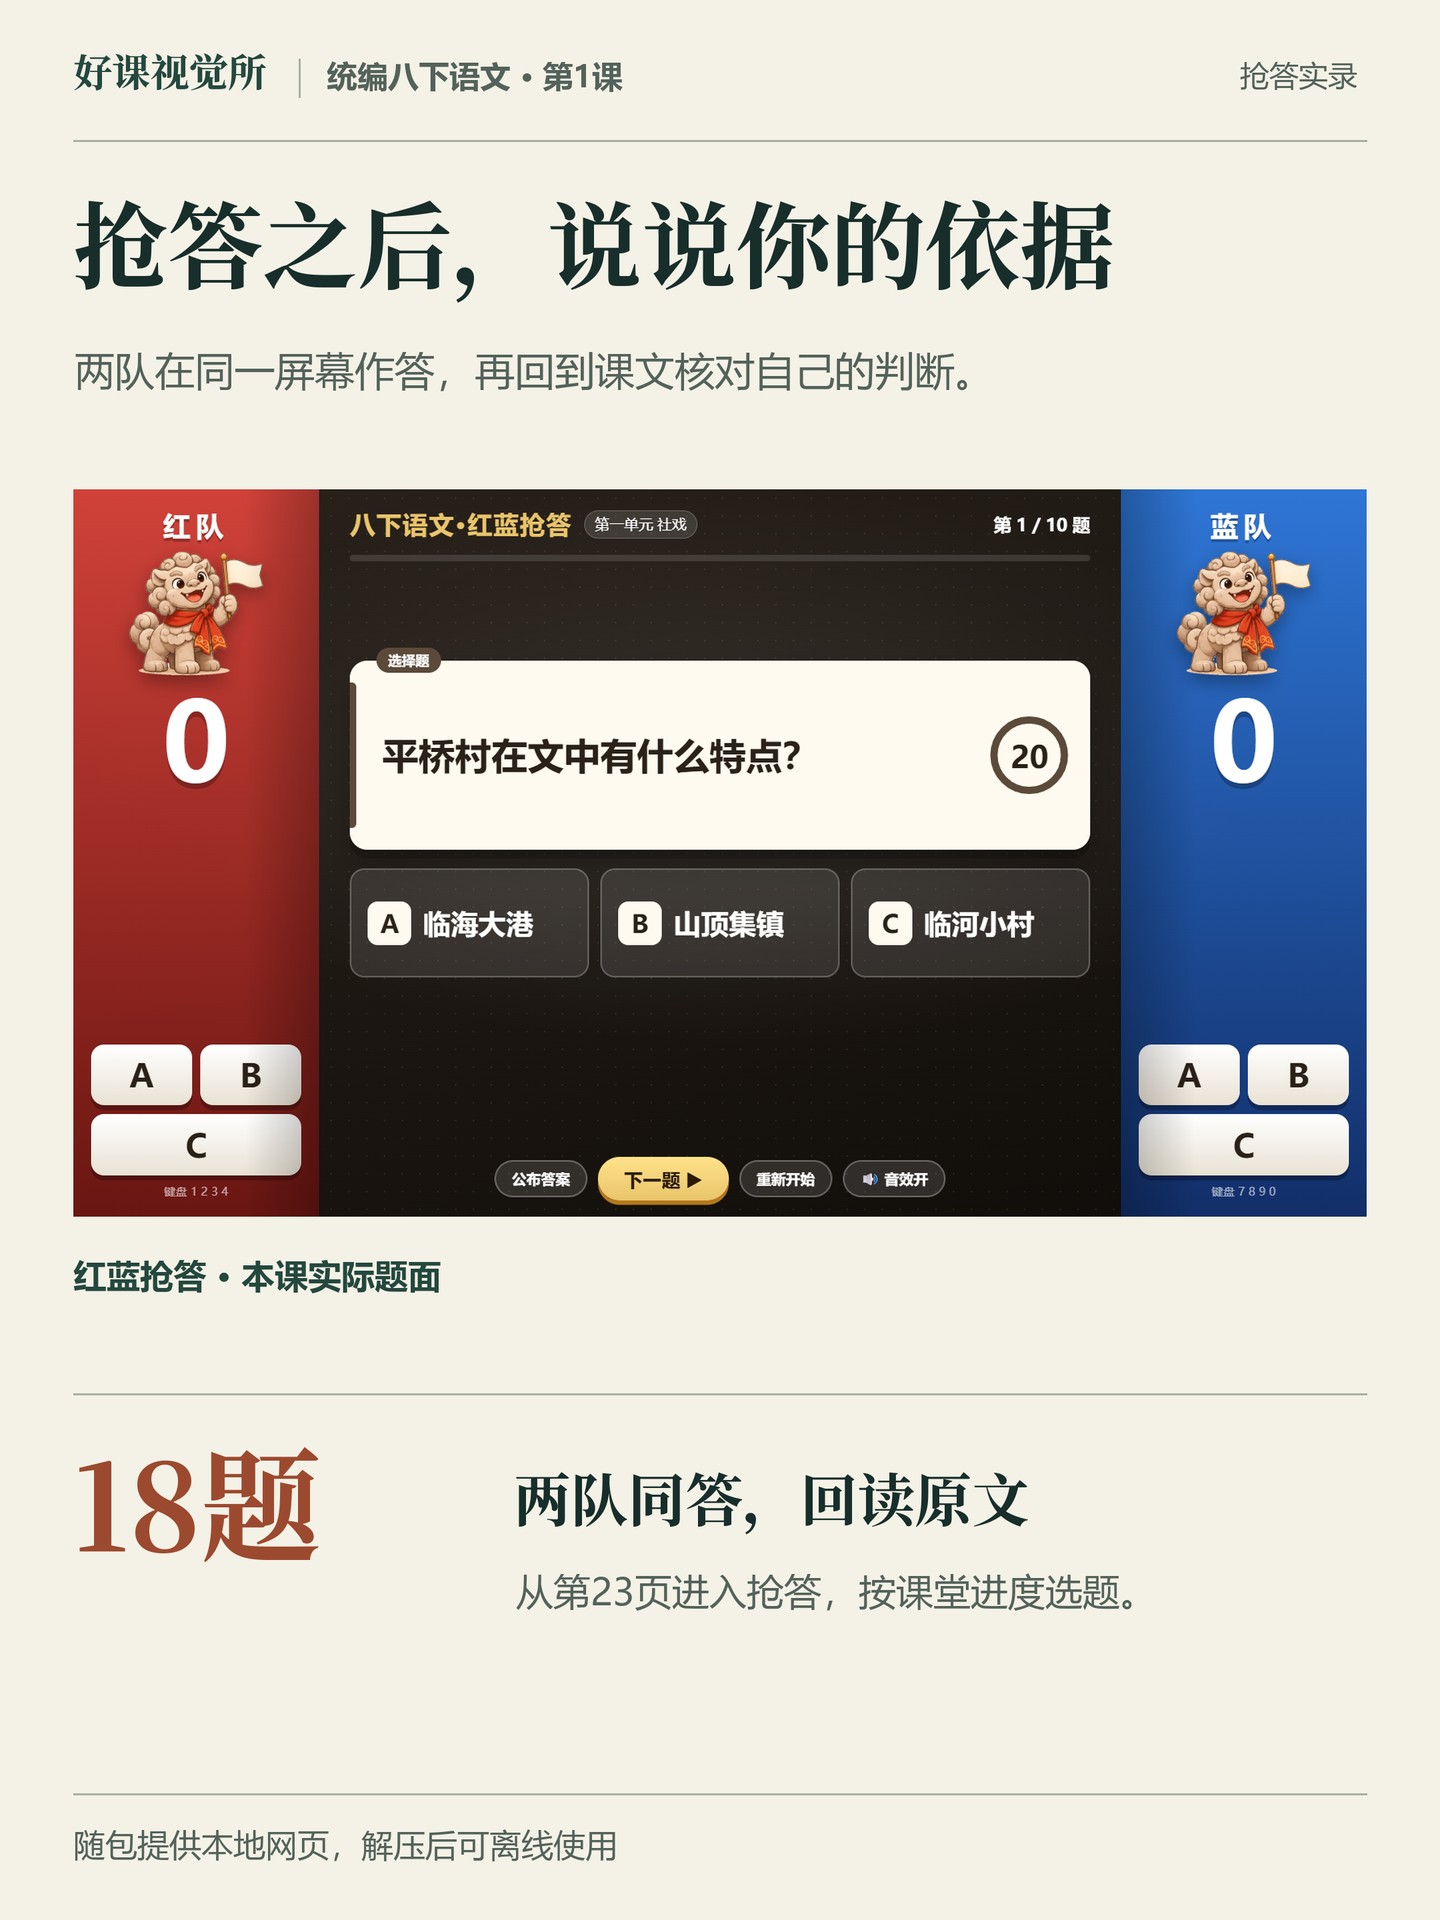 好课视觉所 | 统编八下语文·第1课
抢答实录
抢答之后，说说你的依据
两队在同一屏幕作答，再回到课文核对自己的判断。
红队
0
A
B
C
键盘 1 2 3 4
八下语文·红蓝抢答
第一单元 社戏
第 1 / 10 题
选择题
平桥村在文中有什么特点？
20
A 临海大港
B 山顶集镇
C 临河小村
公布答案
下一题 ▶
重新开始
音效开
蓝队
0
A
B
C
键盘 7 8 9 0
红蓝抢答·本课实际题面
18题
两队同答，回读原文
从第23页进入抢答，按课堂进度选题。
随包提供本地网页，解压后可离线使用